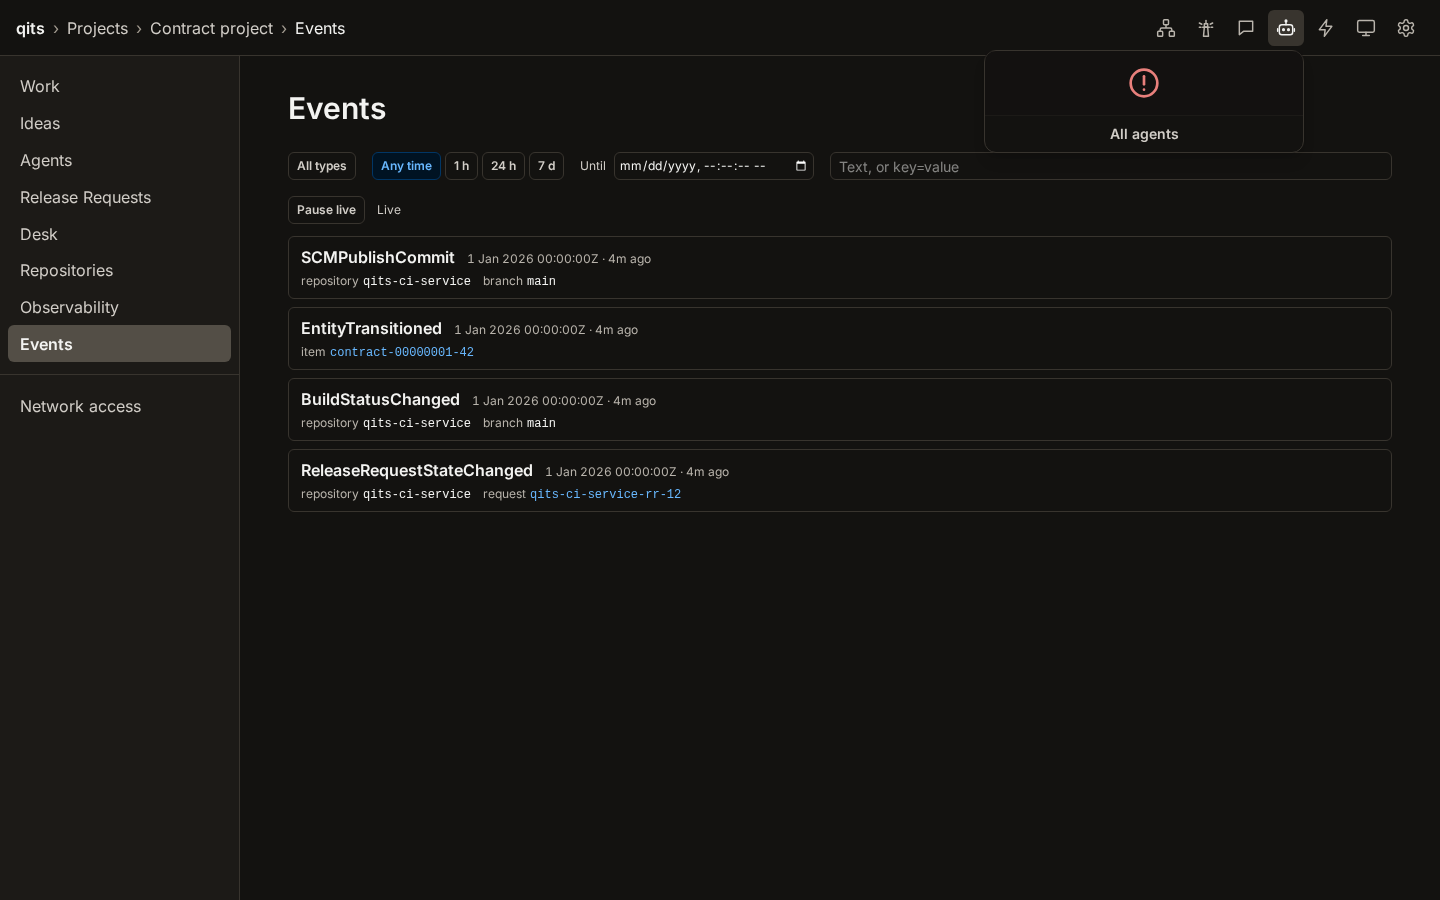 qits › Projects › Contract project › Events
All agents
Work
Ideas
Agents
Release Requests
Desk
Repositories
Observability
Events
Network access
Events
All types Any time 1 h 24 h 7 d Until mm/dd/yyyy, --:--:-- -- Text, or key=value
Pause live Live
SCMPublishCommit 1 Jan 2026 00:00:00Z · 4m ago
repository qits-ci-service branch main
EntityTransitioned 1 Jan 2026 00:00:00Z · 4m ago
item contract-00000001-42
BuildStatusChanged 1 Jan 2026 00:00:00Z · 4m ago
repository qits-ci-service branch main
ReleaseRequestStateChanged 1 Jan 2026 00:00:00Z · 4m ago
repository qits-ci-service request qits-ci-service-rr-12